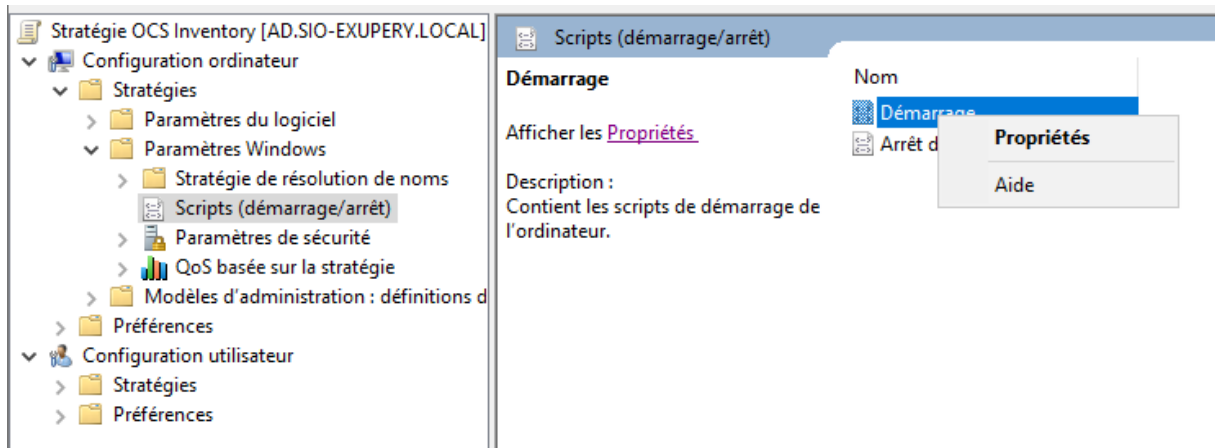 Stratégie OCS Inventory [AD.SIO-EXUPERY.LOCAL]
Configuration ordinateur
Stratégies
Paramètres du logiciel
Paramètres Windows
Stratégie de résolution de noms
Scripts (démarrage/arrêt)
Paramètres de sécurité
QoS basée sur la stratégie
Modèles d'administration : définitions d
Préférences
Configuration utilisateur
Stratégies
Préférences
Scripts (démarrage/arrêt)
Démarrage
Afficher les Propriétés
Description :
Contient les scripts de démarrage de
l'ordinateur.
Nom
Démarrage
Arrêt d
Propriétés
Aide